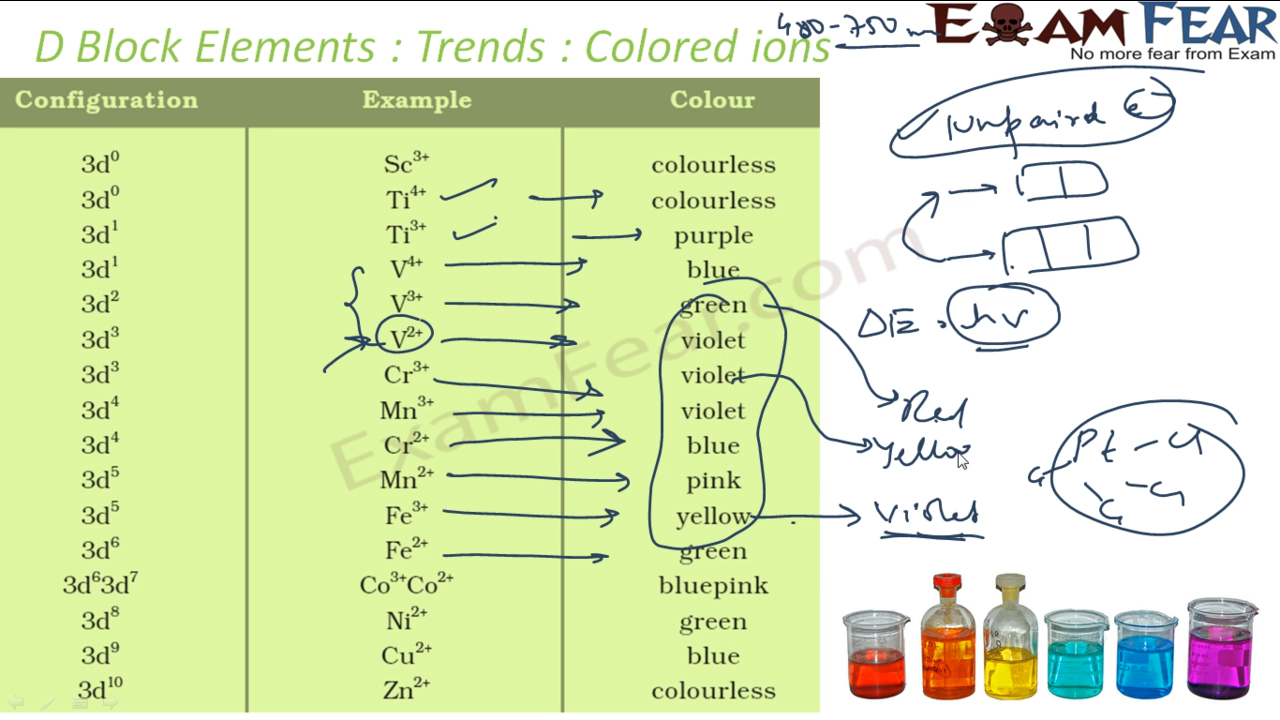 D Block Elements : Trends : Colored ions
400-750 nm
EXAM FEAR
No more fear from Exam
Configuration Example Colour
3d⁰ Sc³⁺ colourless
3d⁰ Ti⁴⁺ colourless
3d¹ Ti³⁺ purple
3d¹ V⁴⁺ blue
3d² V³⁺ green
3d³ V²⁺ violet
3d³ Cr³⁺ violet
3d⁴ Mn³⁺ violet
3d⁴ Cr²⁺ blue
3d⁵ Mn²⁺ pink
3d⁵ Fe³⁺ yellow
3d⁶ Fe²⁺ green
3d⁶3d⁷ Co³⁺Co²⁺ bluepink
3d⁸ Ni²⁺ green
3d⁹ Cu²⁺ blue
3d¹⁰ Zn²⁺ colourless
ExamFear.com
unpaired e
ΔE = hν
Red
Yellow
Violet
Pt - Cl